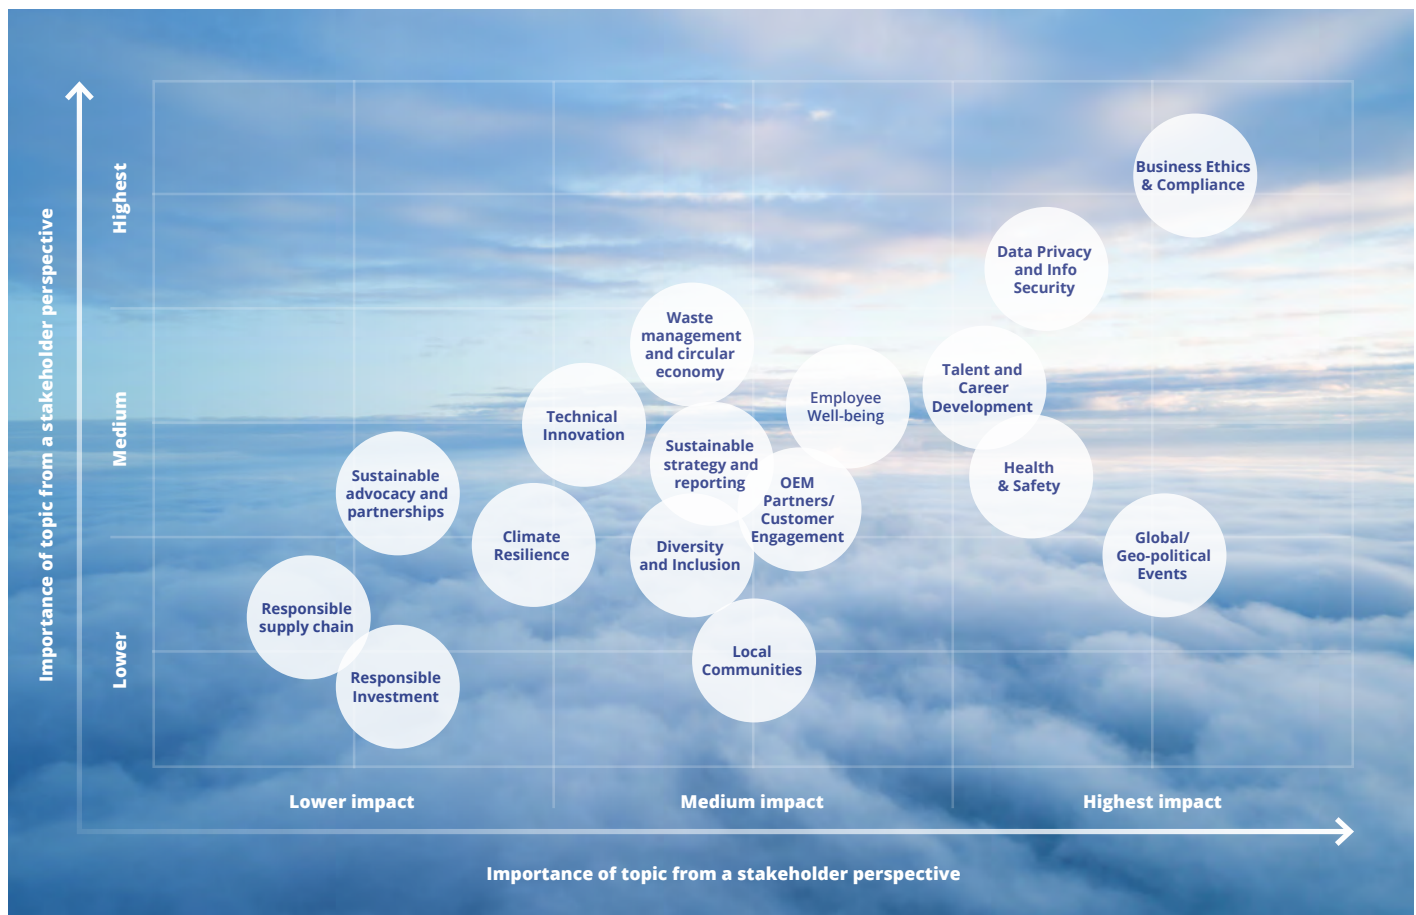 Importance of topic from a stakeholder perspective
Highest
Medium
Lower
Business Ethics
& Compliance
Data Privacy
and Info
Security
Waste
management
and circular
economy
Talent and
Career
Development
Employee
Well-being
Technical
Innovation
Sustainable
strategy and
reporting
Health
& Safety
Sustainable
advocacy and
partnerships
OEM
Partners/
Customer
Engagement
Climate
Resilience
Diversity
and Inclusion
Global/
Geo-political
Events
Responsible
supply chain
Local
Communities
Responsible
Investment
Lower impact
Medium impact
Highest impact
Importance of topic from a stakeholder perspective